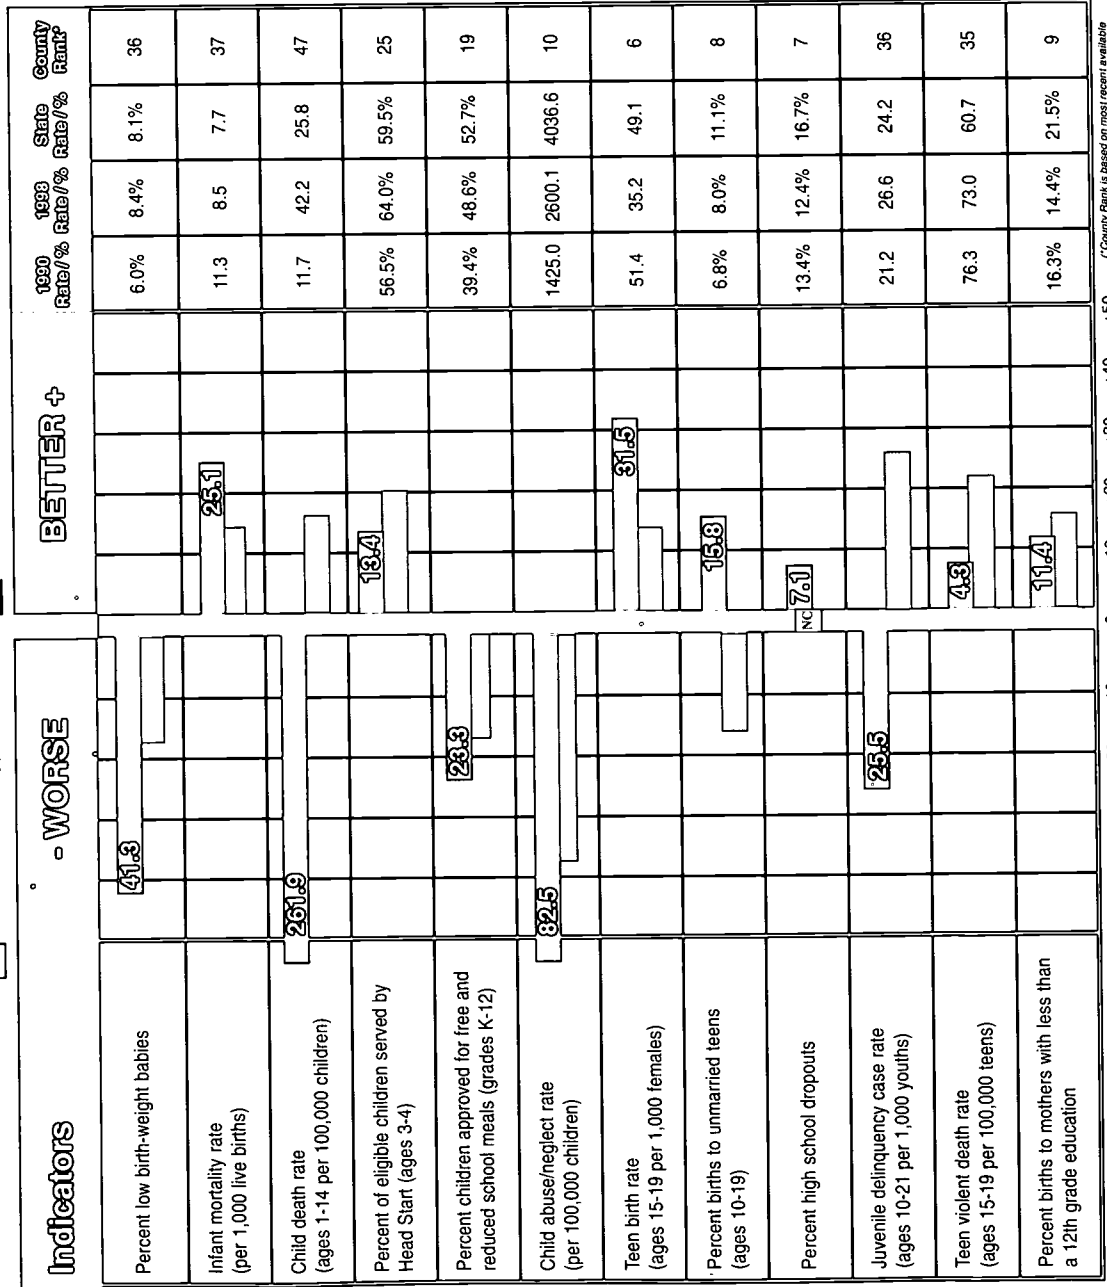 Indicators
- WORSE
BETTER +
1990 Rate / %
1998 Rate / %
State Rate / %
County Rank*
Percent low birth-weight babies
41.3
6.0% 8.4% 8.1% 36
Infant mortality rate
(per 1,000 live births)
25.1
11.3 8.5 7.7 37
Child death rate
(ages 1-14 per 100,000 children)
261.9
11.7 42.2 25.8 47
Percent of eligible children served by
Head Start (ages 3-4)
13.4
56.5% 64.0% 59.5% 25
Percent children approved for free and
reduced school meals (grades K-12)
23.3
39.4% 48.6% 52.7% 19
Child abuse/neglect rate
(per 100,000 children)
82.5
1425.0 2600.1 4036.6 10
Teen birth rate
(ages 15-19 per 1,000 females)
31.5
51.4 35.2 49.1 6
Percent births to unmarried teens
(ages 10-19)
15.8
6.8% 8.0% 11.1% 8
Percent high school dropouts
NC 7.1
13.4% 12.4% 16.7% 7
Juvenile delinquency case rate
(ages 10-21 per 1,000 youths)
25.5
21.2 26.6 24.2 36
Teen violent death rate
(ages 15-19 per 100,000 teens)
4.3
76.3 73.0 60.7 35
Percent births to mothers with less than
a 12th grade education
11.4
16.3% 14.4% 21.5% 9
(*County Rank is based on most recent available